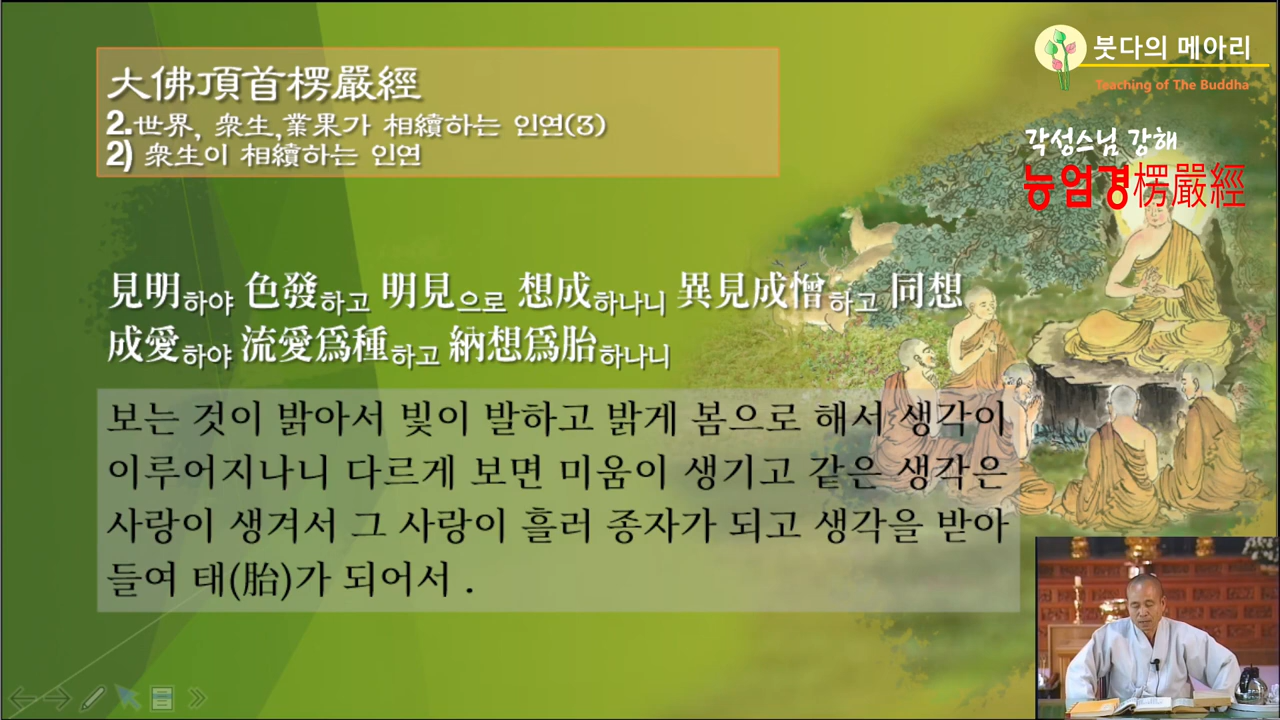 大佛頂首楞嚴經
2.世界, 衆生,業果가 相續하는 인연(3)
2) 衆生이 相續하는 인연
붓다의 메아리
Teaching of The Buddha
각성스님 강해
능엄경楞嚴經
見明하야 色發하고 明見으로 想成하나니 異見成憎하고 同想
成愛하야 流愛爲種하고 納想爲胎하나니
보는 것이 밝아서 빛이 발하고 밝게 봄으로 해서 생각이
이루어지나니 다르게 보면 미움이 생기고 같은 생각은
사랑이 생겨서 그 사랑이 흘러 종자가 되고 생각을 받아
들여 태(胎)가 되어서 .